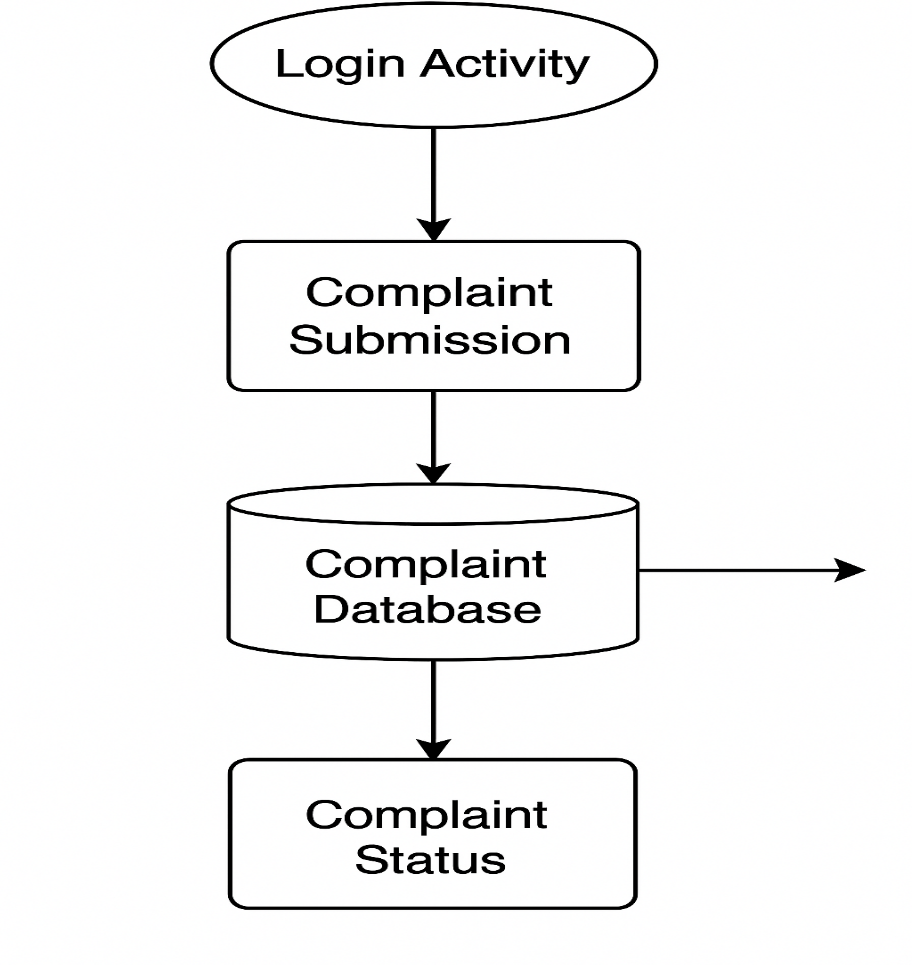 Login Activity
Complaint
Submission
Complaint
Database
Complaint
Status